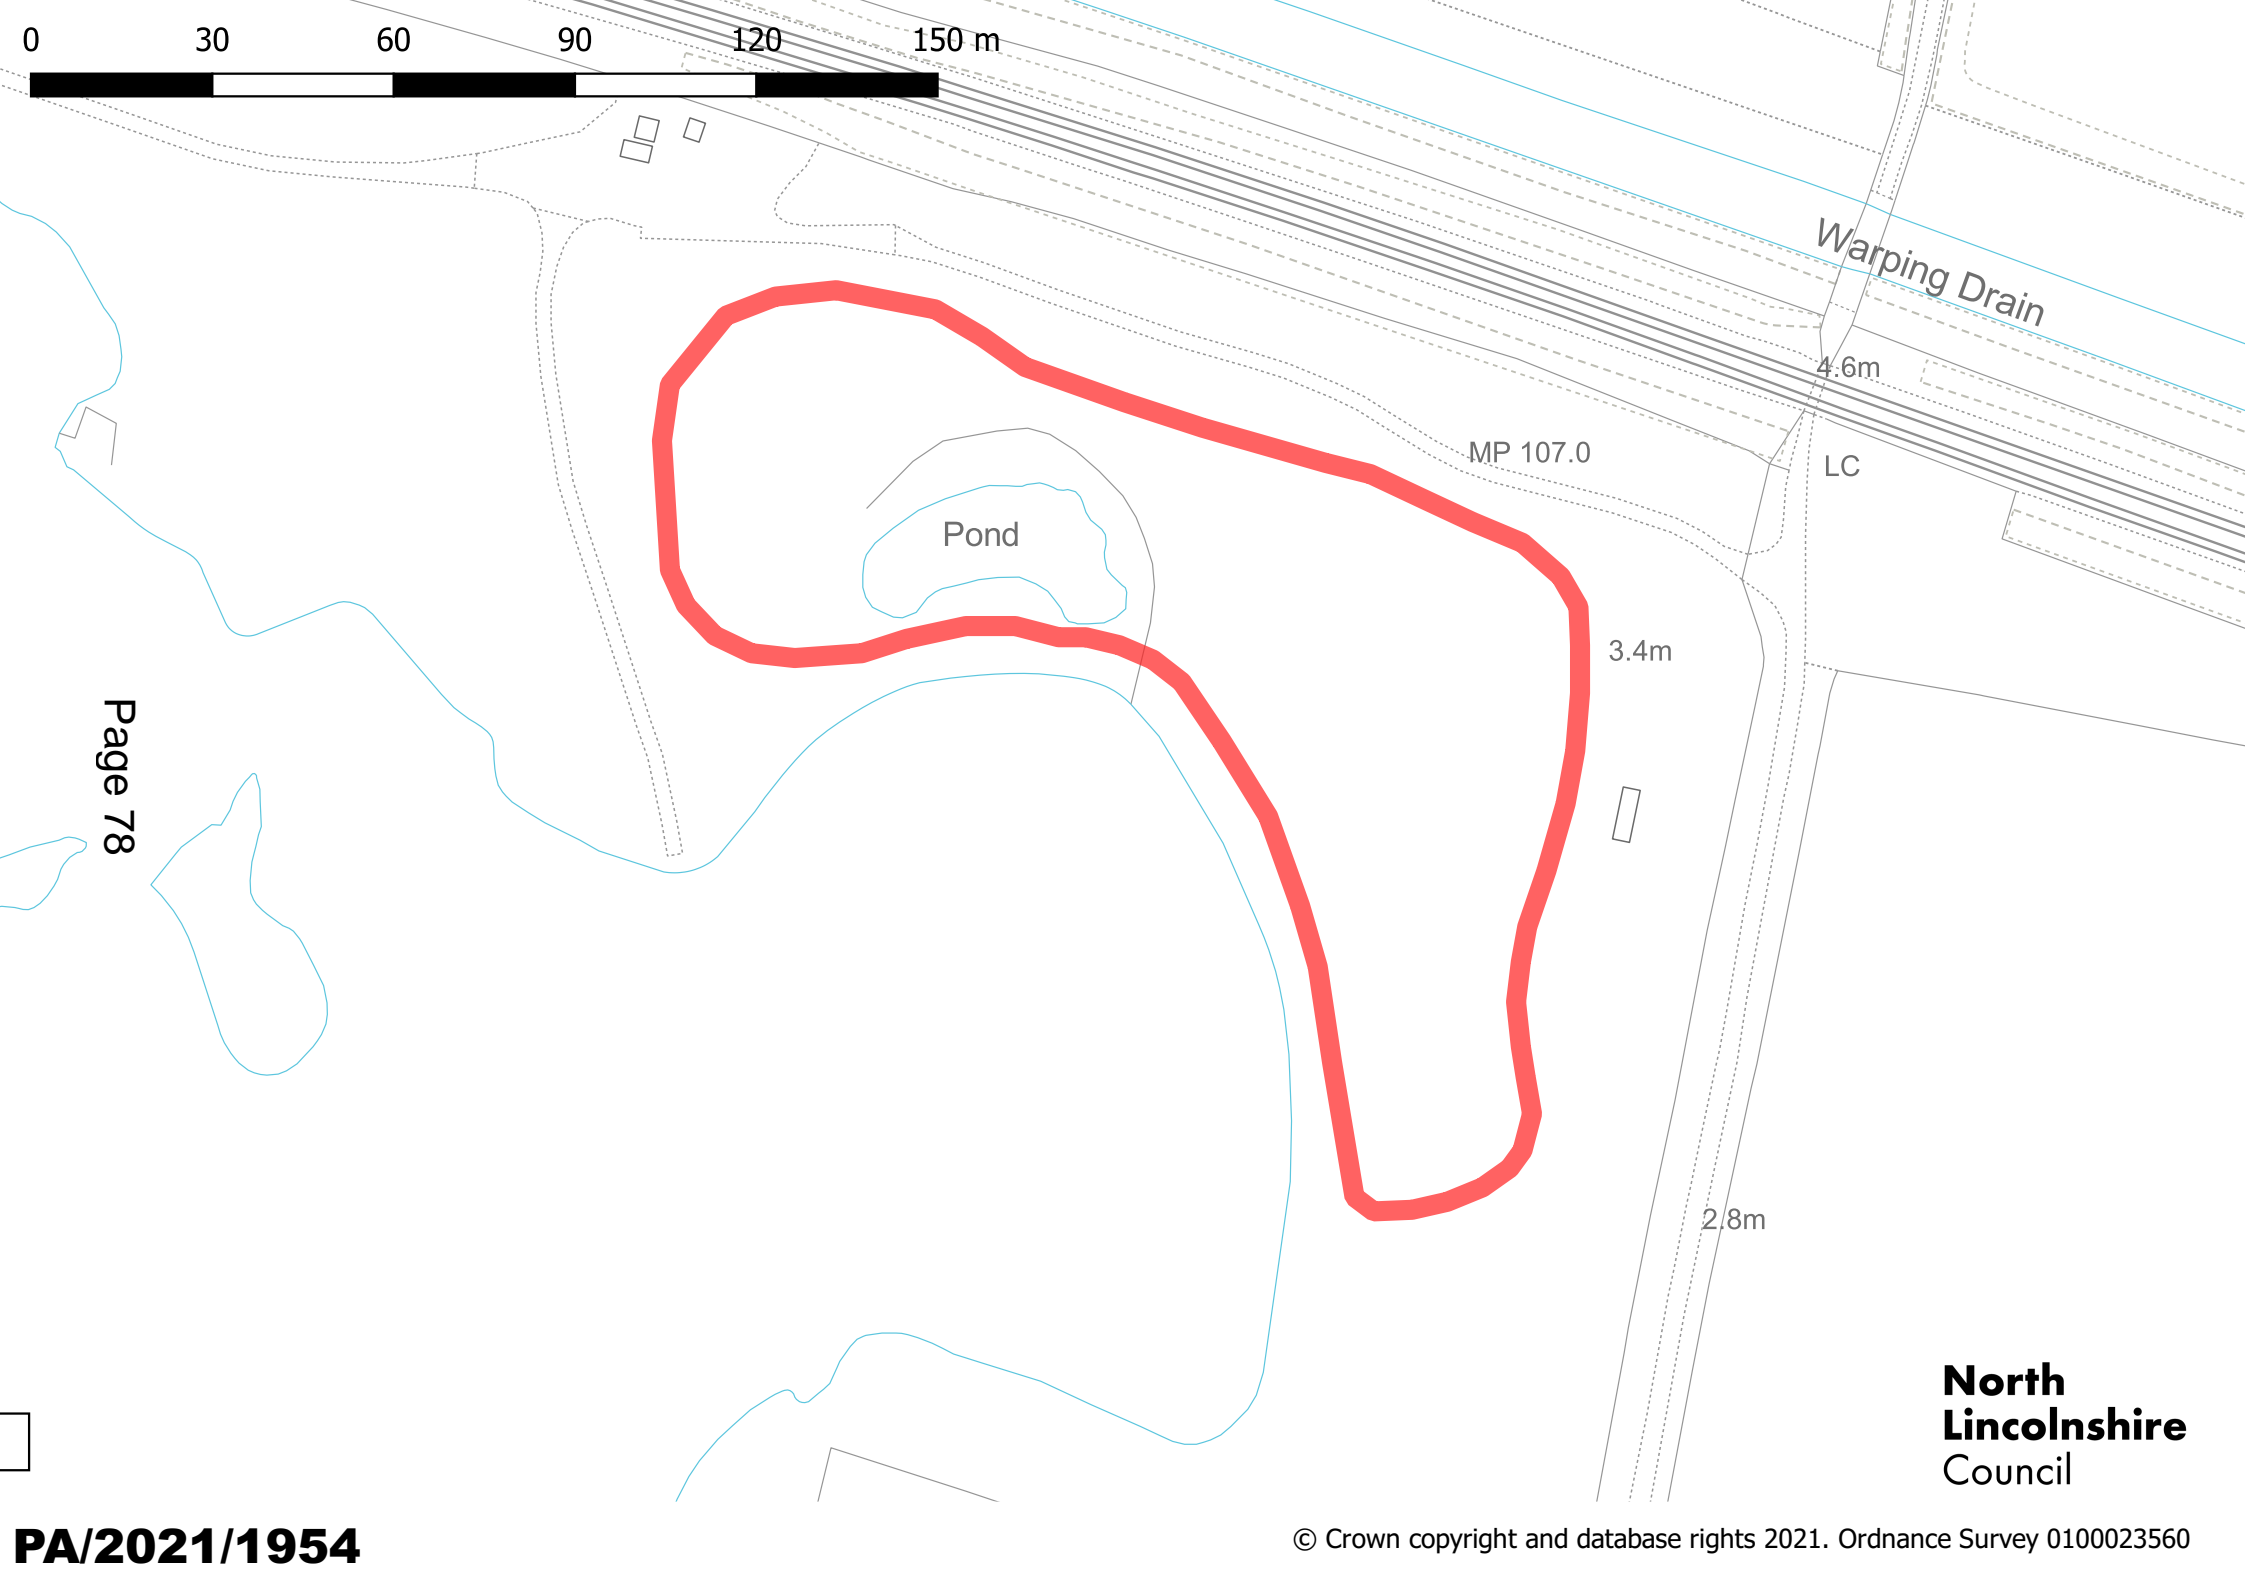 0 30 60 90 120 150 m
Warping Drain
4.6m
MP 107.0
LC
Pond
3.4m
Page 78
2.8m
North
Lincolnshire
Council
PA/2021/1954
© Crown copyright and database rights 2021. Ordnance Survey 0100023560